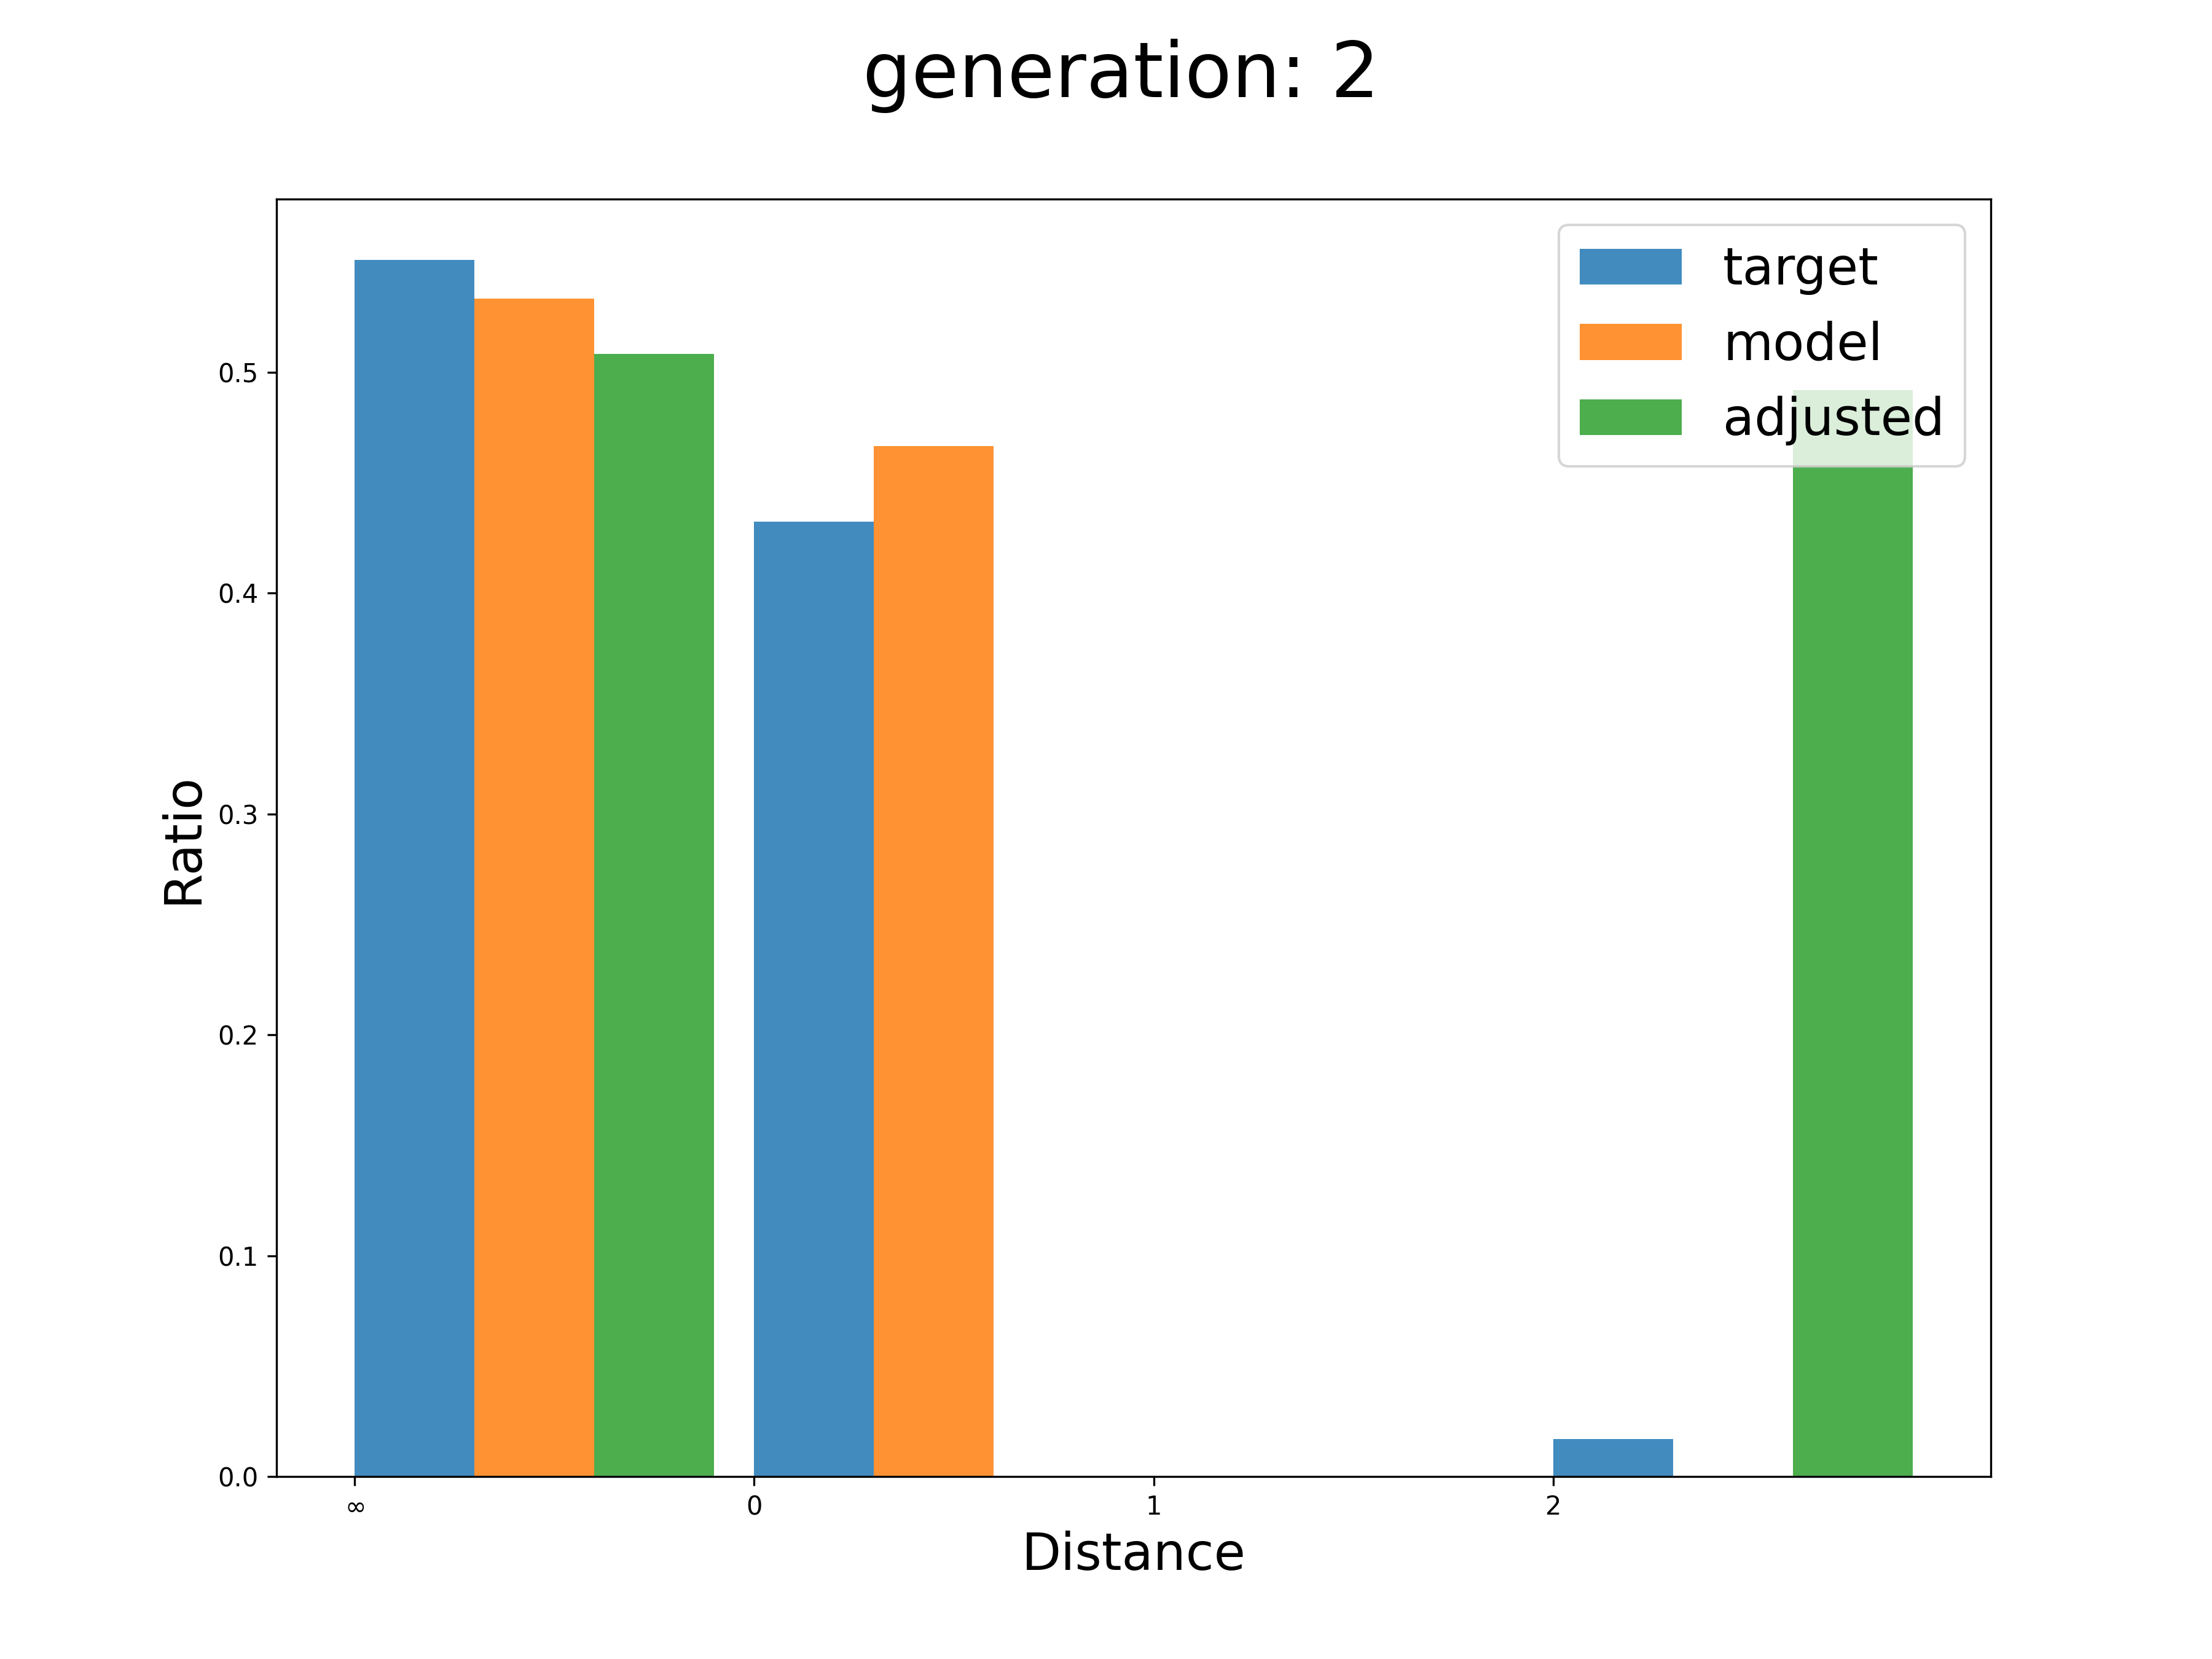 generation: 2
target
model
adjusted
0.5
0.4
0.3
0.2
0.1
0.0
Ratio
∞ 0 1 2
Distance